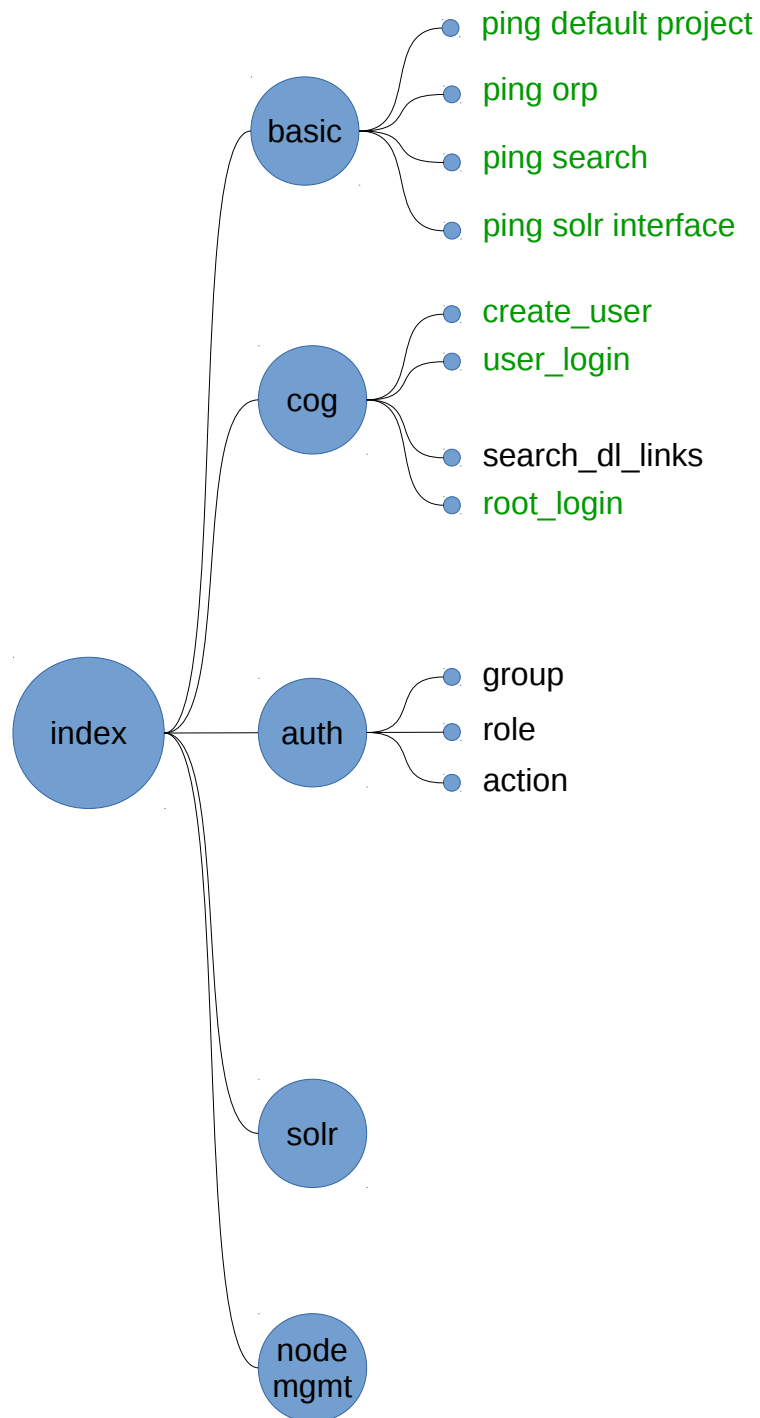 ping default project
ping orp
basic
ping search
ping solr interface
create_user
user_login
cog
search_dl_links
root_login
group
index
auth
role
action
solr
node
mgmt